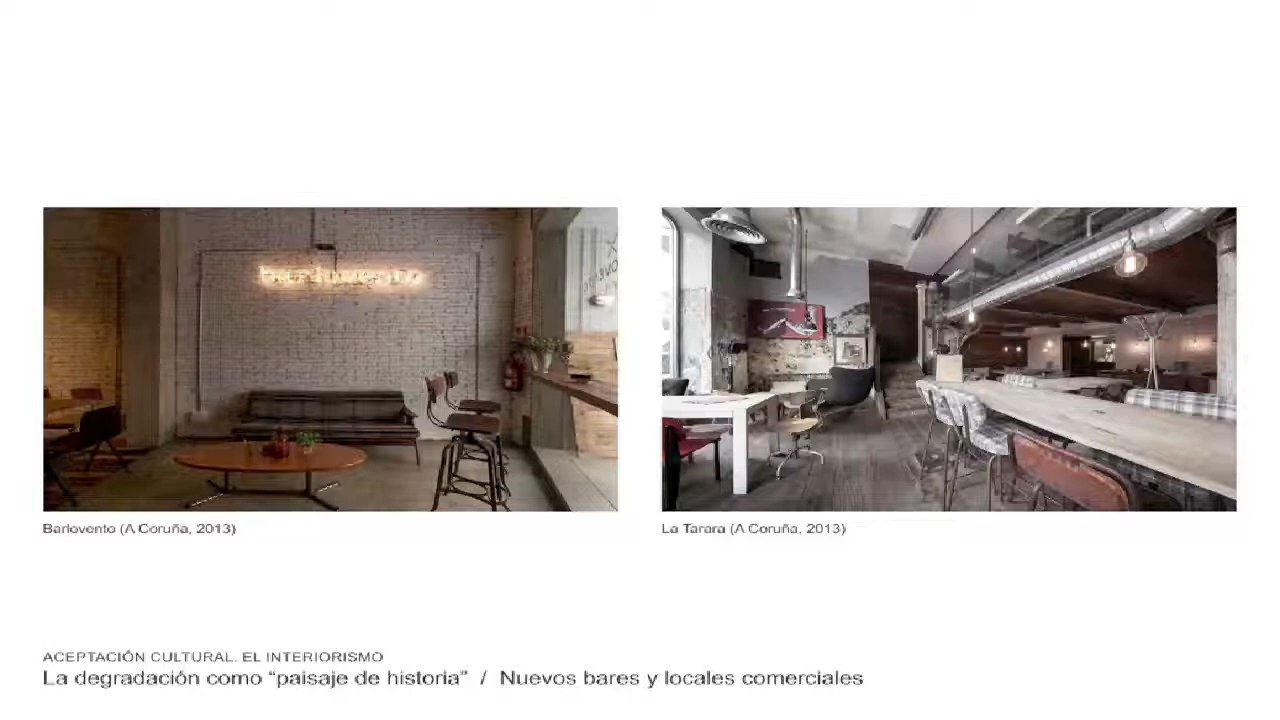 Barlovento (A Coruña, 2013)
La Tarara (A Coruña, 2013)
ACEPTACIÓN CULTURAL. EL INTERIORISMO
La degradación como “paisaje de historia” / Nuevos bares y locales comerciales